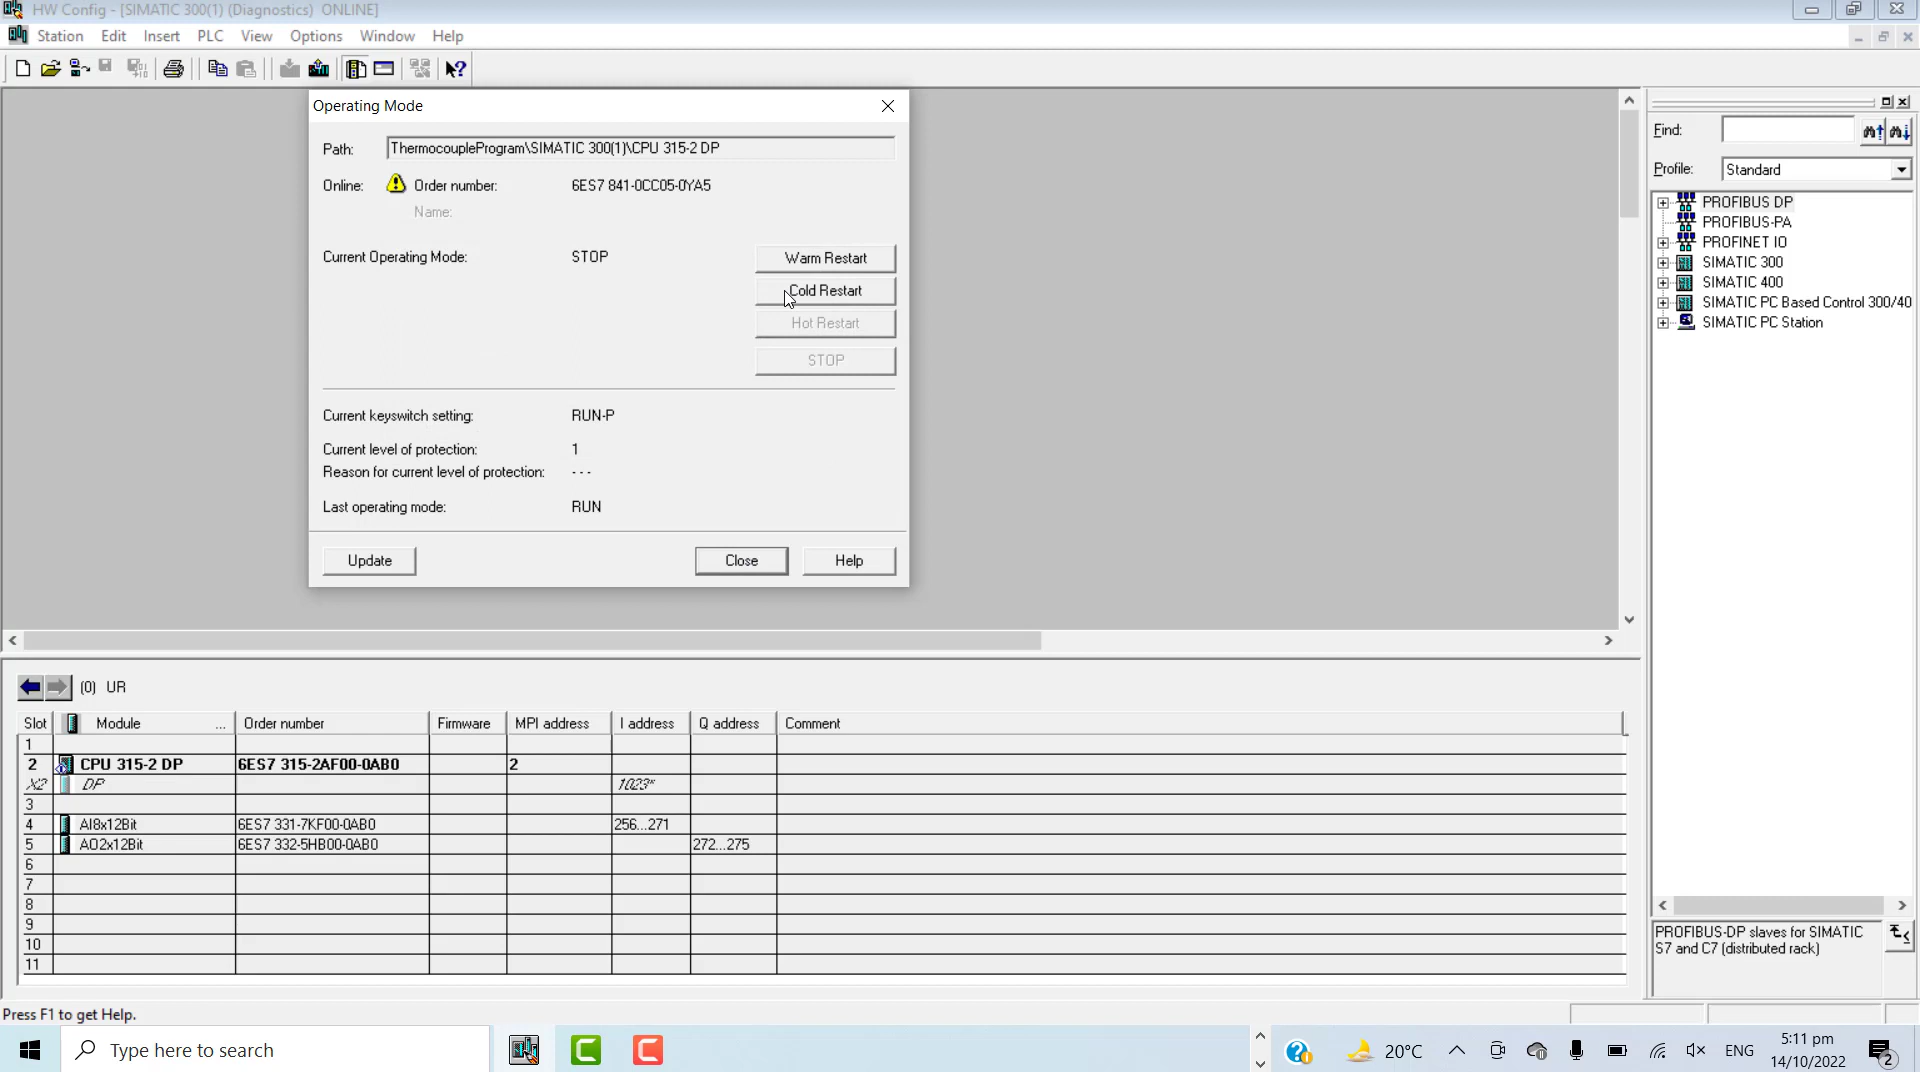 HW Config - [SIMATIC 300(1) (Diagnostics)  ONLINE]
Station Edit Insert PLC View Options Window Help
Operating Mode
Path: ThermocoupleProgram\SIMATIC 300(1)\CPU 315-2 DP
Online: Order number: 6ES7 841-0CC05-0YA5
Name:
Current Operating Mode: STOP
Warm Restart
Cold Restart
Hot Restart
STOP
Current keyswitch setting: RUN-P
Current level of protection: 1
Reason for current level of protection: - - -
Last operating mode: RUN
Update Close Help
Find:
Profile: Standard
PROFIBUS DP
PROFIBUS-PA
PROFINET IO
SIMATIC 300
SIMATIC 400
SIMATIC PC Based Control 300/40
SIMATIC PC Station
PROFIBUS-DP slaves for SIMATIC
S7 and C7 (distributed rack)
(0) UR
Slot Module ... Order number Firmware MPI address I address Q address Comment
1
2 CPU 315-2 DP 6ES7 315-2AF00-0AB0 2
X2 DP 1023*
3
4 AI8x12Bit 6ES7 331-7KF00-0AB0 256...271
5 AO2x12Bit 6ES7 332-5HB00-0AB0 272...275
6
7
8
9
10
11
Press F1 to get Help.
Type here to search
20°C
ENG
5:11 pm
14/10/2022
2